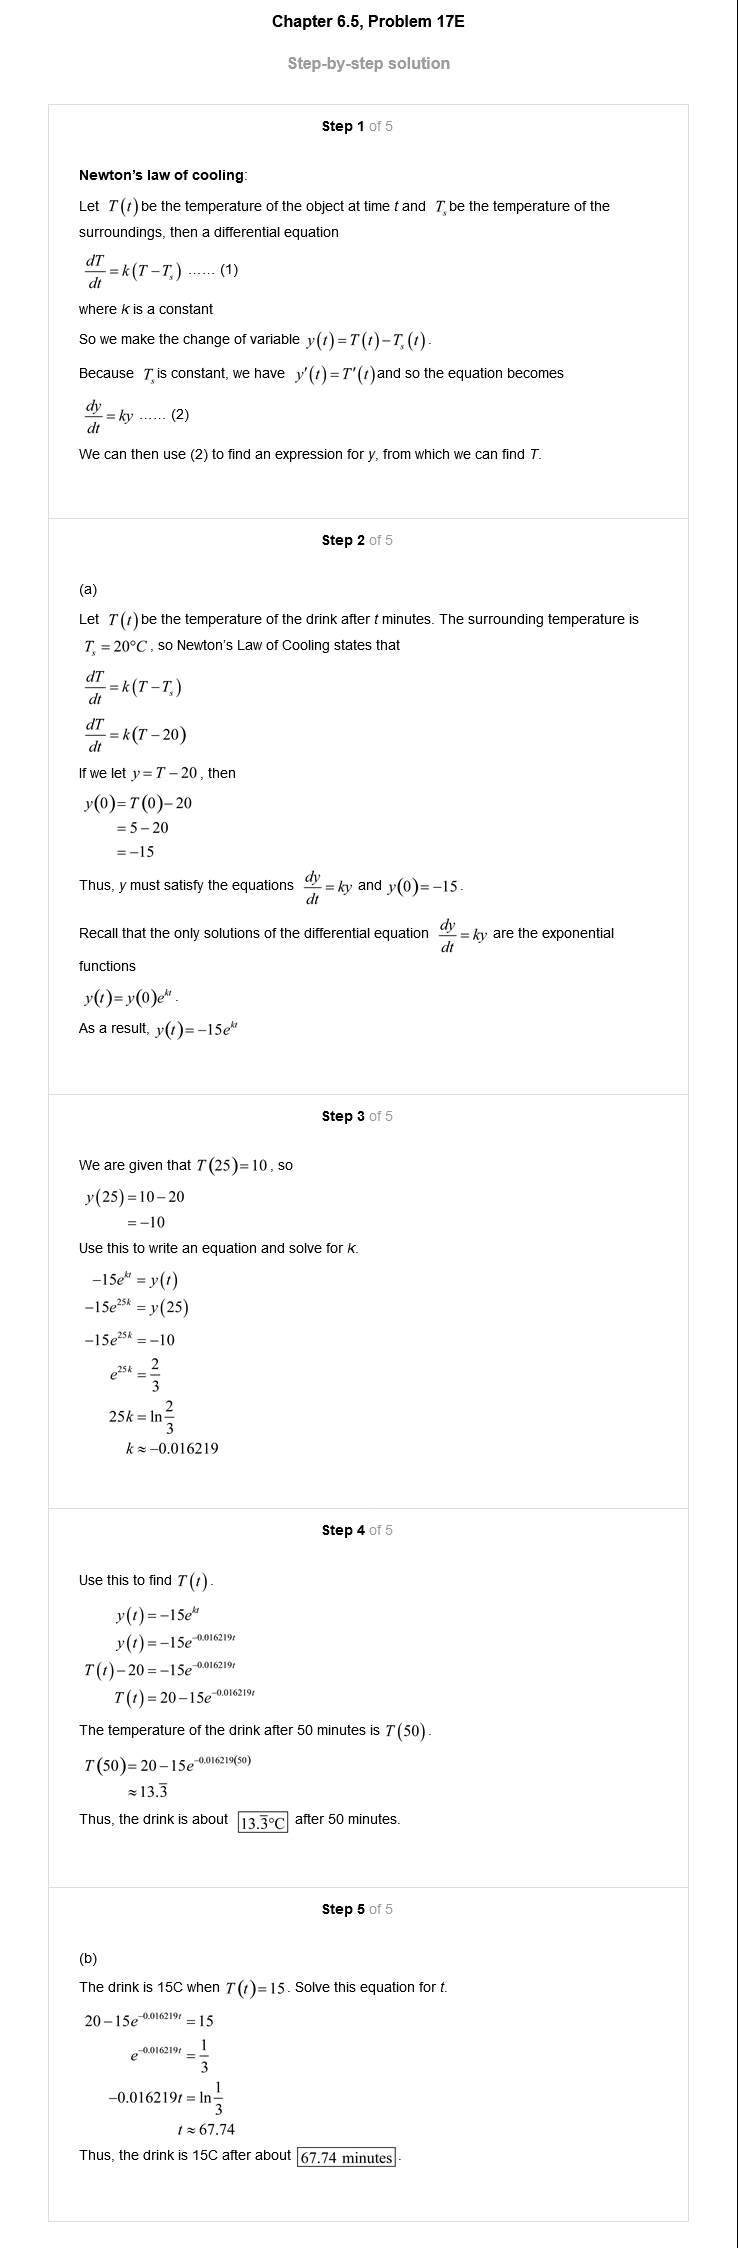 Chapter 6.5, Problem 17E
Step-by-step solution
Step 1 of 5
Newton's law of cooling:
Let T(t) be the temperature of the object at time t and T_s be the temperature of the
surroundings, then a differential equation
dT/dt = k(T − T_s) ...... (1)
where k is a constant
So we make the change of variable y(t) = T(t) − T_s(t).
Because T_s is constant, we have y′(t) = T′(t) and so the equation becomes
dy/dt = ky ...... (2)
We can then use (2) to find an expression for y, from which we can find T.
Step 2 of 5
(a)
Let T(t) be the temperature of the drink after t minutes. The surrounding temperature is
T_s = 20°C, so Newton's Law of Cooling states that
dT/dt = k(T − T_s)
dT/dt = k(T − 20)
If we let y = T − 20, then
y(0) = T(0) − 20
= 5 − 20
= −15
Thus, y must satisfy the equations dy/dt = ky and y(0) = −15.
Recall that the only solutions of the differential equation dy/dt = ky are the exponential
functions
y(t) = y(0)e^{kt}.
As a result, y(t) = −15e^{kt}
Step 3 of 5
We are given that T(25) = 10, so
y(25) = 10 − 20
= −10
Use this to write an equation and solve for k.
−15e^{kt} = y(t)
−15e^{25k} = y(25)
−15e^{25k} = −10
e^{25k} = 2/3
25k = ln 2/3
k ≈ −0.016219
Step 4 of 5
Use this to find T(t).
y(t) = −15e^{kt}
y(t) = −15e^{−0.016219t}
T(t) − 20 = −15e^{−0.016219t}
T(t) = 20 − 15e^{−0.016219t}
The temperature of the drink after 50 minutes is T(50).
T(50) = 20 − 15e^{−0.016219(50)}
≈ 13.3̅
Thus, the drink is about 13.3̅°C after 50 minutes.
Step 5 of 5
(b)
The drink is 15C when T(t) = 15. Solve this equation for t.
20 − 15e^{−0.016219t} = 15
e^{−0.016219t} = 1/3
−0.016219t = ln 1/3
t ≈ 67.74
Thus, the drink is 15C after about 67.74 minutes.